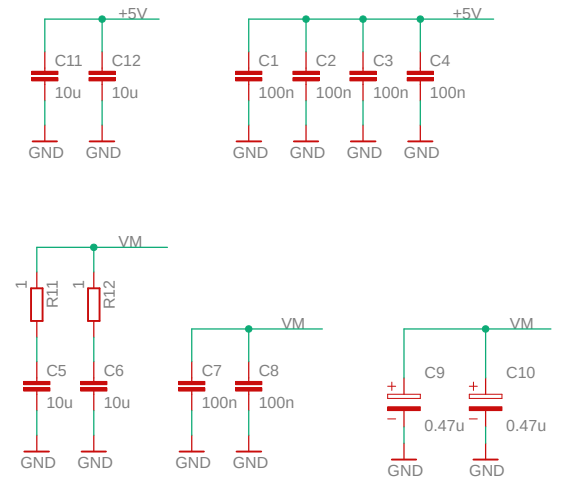 +5V
C11 C12
10u 10u
GND GND
+5V
C1 C2 C3 C4
100n 100n 100n 100n
GND GND GND GND
VM
1 R11 1 R12
C5 C6
10u 10u
GND GND
VM
C7 C8
100n 100n
GND GND
VM
C9 C10
+ +
0.47u 0.47u
GND GND